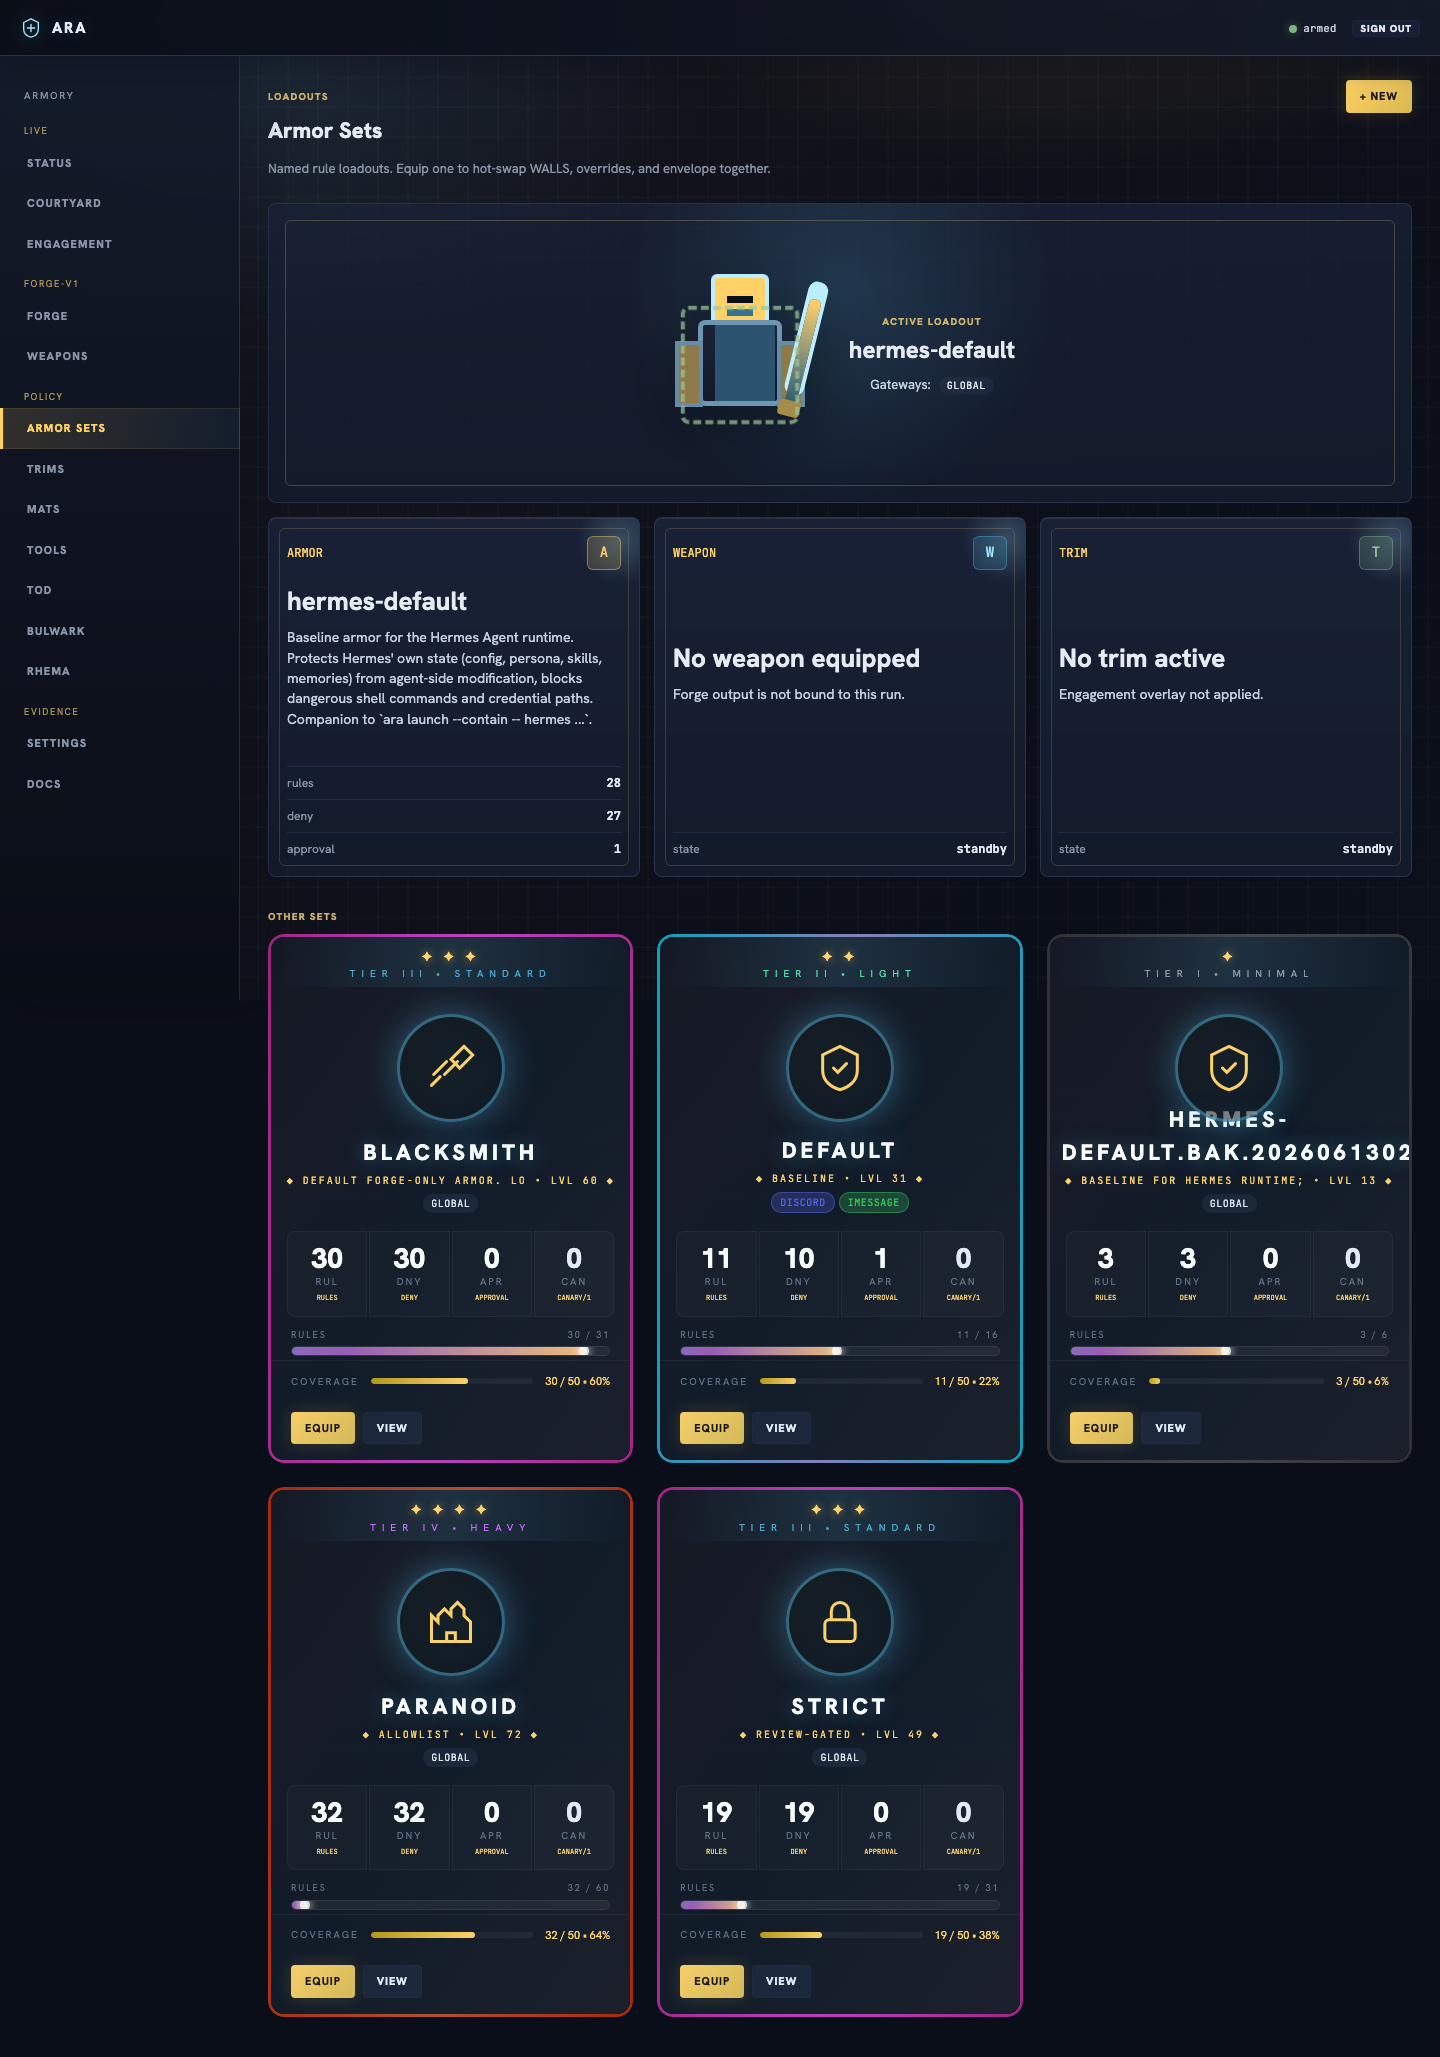 ARA
armed
SIGN OUT
ARMORY
LIVE
STATUS
COURTYARD
ENGAGEMENT
FORGE-V1
FORGE
WEAPONS
POLICY
ARMOR SETS
TRIMS
MATS
TOOLS
TOD
BULWARK
RHEMA
EVIDENCE
SETTINGS
DOCS
LOADOUTS
+ NEW
Armor Sets
Named rule loadouts. Equip one to hot-swap WALLS, overrides, and envelope together.
ACTIVE LOADOUT
hermes-default
Gateways: GLOBAL
ARMOR
A
hermes-default
Baseline armor for the Hermes Agent runtime.
Protects Hermes' own state (config, persona, skills,
memories) from agent-side modification, blocks
dangerous shell commands and credential paths.
Companion to `ara launch --contain -- hermes ...`.
rules 28
deny 27
approval 1
WEAPON
W
No weapon equipped
Forge output is not bound to this run.
state standby
TRIM
T
No trim active
Engagement overlay not applied.
state standby
OTHER SETS
TIER III • STANDARD
BLACKSMITH
◆ DEFAULT FORGE-ONLY ARMOR. LO • LVL 60 ◆
GLOBAL
30 30 0 0
RUL DNY APR CAN
RULES DENY APPROVAL CANARY/1
RULES 30 / 31
COVERAGE 30 / 50 • 60%
EQUIP VIEW
TIER II • LIGHT
DEFAULT
◆ BASELINE • LVL 31 ◆
DISCORD IMESSAGE
11 10 1 0
RUL DNY APR CAN
RULES DENY APPROVAL CANARY/1
RULES 11 / 16
COVERAGE 11 / 50 • 22%
EQUIP VIEW
TIER I • MINIMAL
HERMES-
DEFAULT.BAK.2026061302
◆ BASELINE FOR HERMES RUNTIME; • LVL 13 ◆
GLOBAL
3 3 0 0
RUL DNY APR CAN
RULES DENY APPROVAL CANARY/1
RULES 3 / 6
COVERAGE 3 / 50 • 6%
EQUIP VIEW
TIER IV • HEAVY
PARANOID
◆ ALLOWLIST • LVL 72 ◆
GLOBAL
32 32 0 0
RUL DNY APR CAN
RULES DENY APPROVAL CANARY/1
RULES 32 / 60
COVERAGE 32 / 50 • 64%
EQUIP VIEW
TIER III • STANDARD
STRICT
◆ REVIEW-GATED • LVL 49 ◆
GLOBAL
19 19 0 0
RUL DNY APR CAN
RULES DENY APPROVAL CANARY/1
RULES 19 / 31
COVERAGE 19 / 50 • 38%
EQUIP VIEW